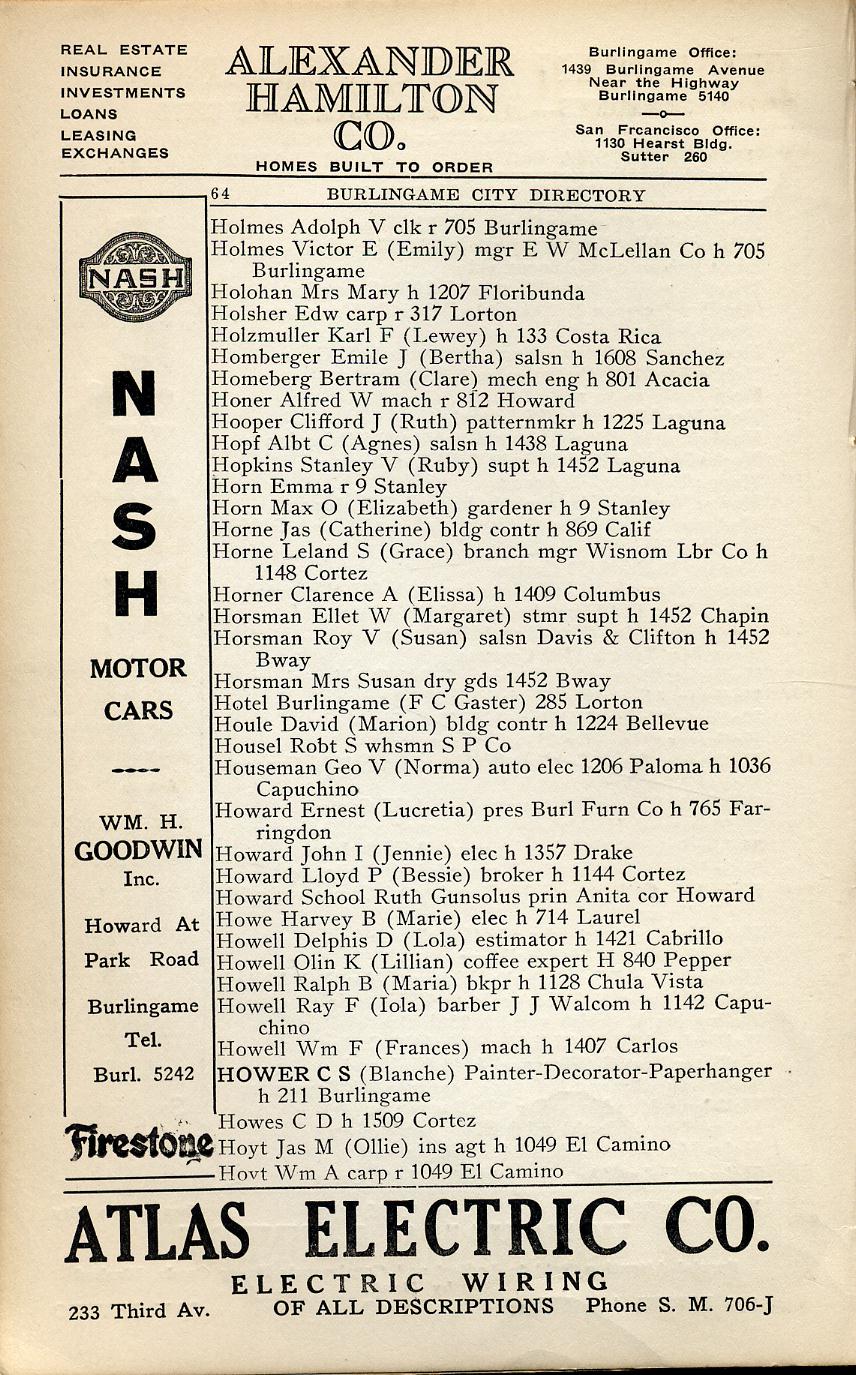 REAL ESTATE
INSURANCE
INVESTMENTS
LOANS
LEASING
EXCHANGES
ALEXANDER
HAMILTON
CO.
HOMES BUILT TO ORDER
Burlingame Office:
1439 Burlingame Avenue
Near the Highway
Burlingame 5140
San Frcancisco Office:
1130 Hearst Bldg.
Sutter 260
64 BURLINGAME CITY DIRECTORY
NASH
N
A
S
H
MOTOR
CARS
WM. H.
GOODWIN
Inc.
Howard At
Park Road
Burlingame
Tel.
Burl. 5242
Firestone
Holmes Adolph V clk r 705 Burlingame
Holmes Victor E (Emily) mgr E W McLellan Co h 705
Burlingame
Holohan Mrs Mary h 1207 Floribunda
Holsher Edw carp r 317 Lorton
Holzmuller Karl F (Lewey) h 133 Costa Rica
Homberger Emile J (Bertha) salsn h 1608 Sanchez
Homeberg Bertram (Clare) mech eng h 801 Acacia
Honer Alfred W mach r 812 Howard
Hooper Clifford J (Ruth) patternmkr h 1225 Laguna
Hopf Albt C (Agnes) salsn h 1438 Laguna
Hopkins Stanley V (Ruby) supt h 1452 Laguna
Horn Emma r 9 Stanley
Horn Max O (Elizabeth) gardener h 9 Stanley
Horne Jas (Catherine) bldg contr h 869 Calif
Horne Leland S (Grace) branch mgr Wisnom Lbr Co h
1148 Cortez
Horner Clarence A (Elissa) h 1409 Columbus
Horsman Ellet W (Margaret) stmr supt h 1452 Chapin
Horsman Roy V (Susan) salsn Davis & Clifton h 1452
Bway
Horsman Mrs Susan dry gds 1452 Bway
Hotel Burlingame (F C Gaster) 285 Lorton
Houle David (Marion) bldg contr h 1224 Bellevue
Housel Robt S whsmn S P Co
Houseman Geo V (Norma) auto elec 1206 Paloma h 1036
Capuchino
Howard Ernest (Lucretia) pres Burl Furn Co h 765 Far-
ringdon
Howard John I (Jennie) elec h 1357 Drake
Howard Lloyd P (Bessie) broker h 1144 Cortez
Howard School Ruth Gunsolus prin Anita cor Howard
Howe Harvey B (Marie) elec h 714 Laurel
Howell Delphis D (Lola) estimator h 1421 Cabrillo
Howell Olin K (Lillian) coffee expert H 840 Pepper
Howell Ralph B (Maria) bkpr h 1128 Chula Vista
Howell Ray F (Iola) barber J J Walcom h 1142 Capu-
chino
Howell Wm F (Frances) mach h 1407 Carlos
HOWER C S (Blanche) Painter-Decorator-Paperhanger
h 211 Burlingame
Howes C D h 1509 Cortez
Hoyt Jas M (Ollie) ins agt h 1049 El Camino
Hoyt Wm A carp r 1049 El Camino
ATLAS ELECTRIC CO.
ELECTRIC WIRING
233 Third Av. OF ALL DESCRIPTIONS Phone S. M. 706-J